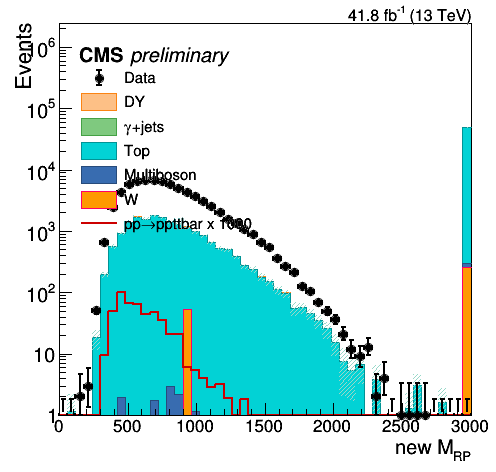 41.8 fb⁻¹ (13 TeV)
Events
CMS preliminary
Data
DY
γ+jets
Top
Multiboson
W
pp→ppttbar x 1000
10⁶
10⁵
10⁴
10³
10²
10
1
0 500 1000 1500 2000 2500 3000
new M_RP